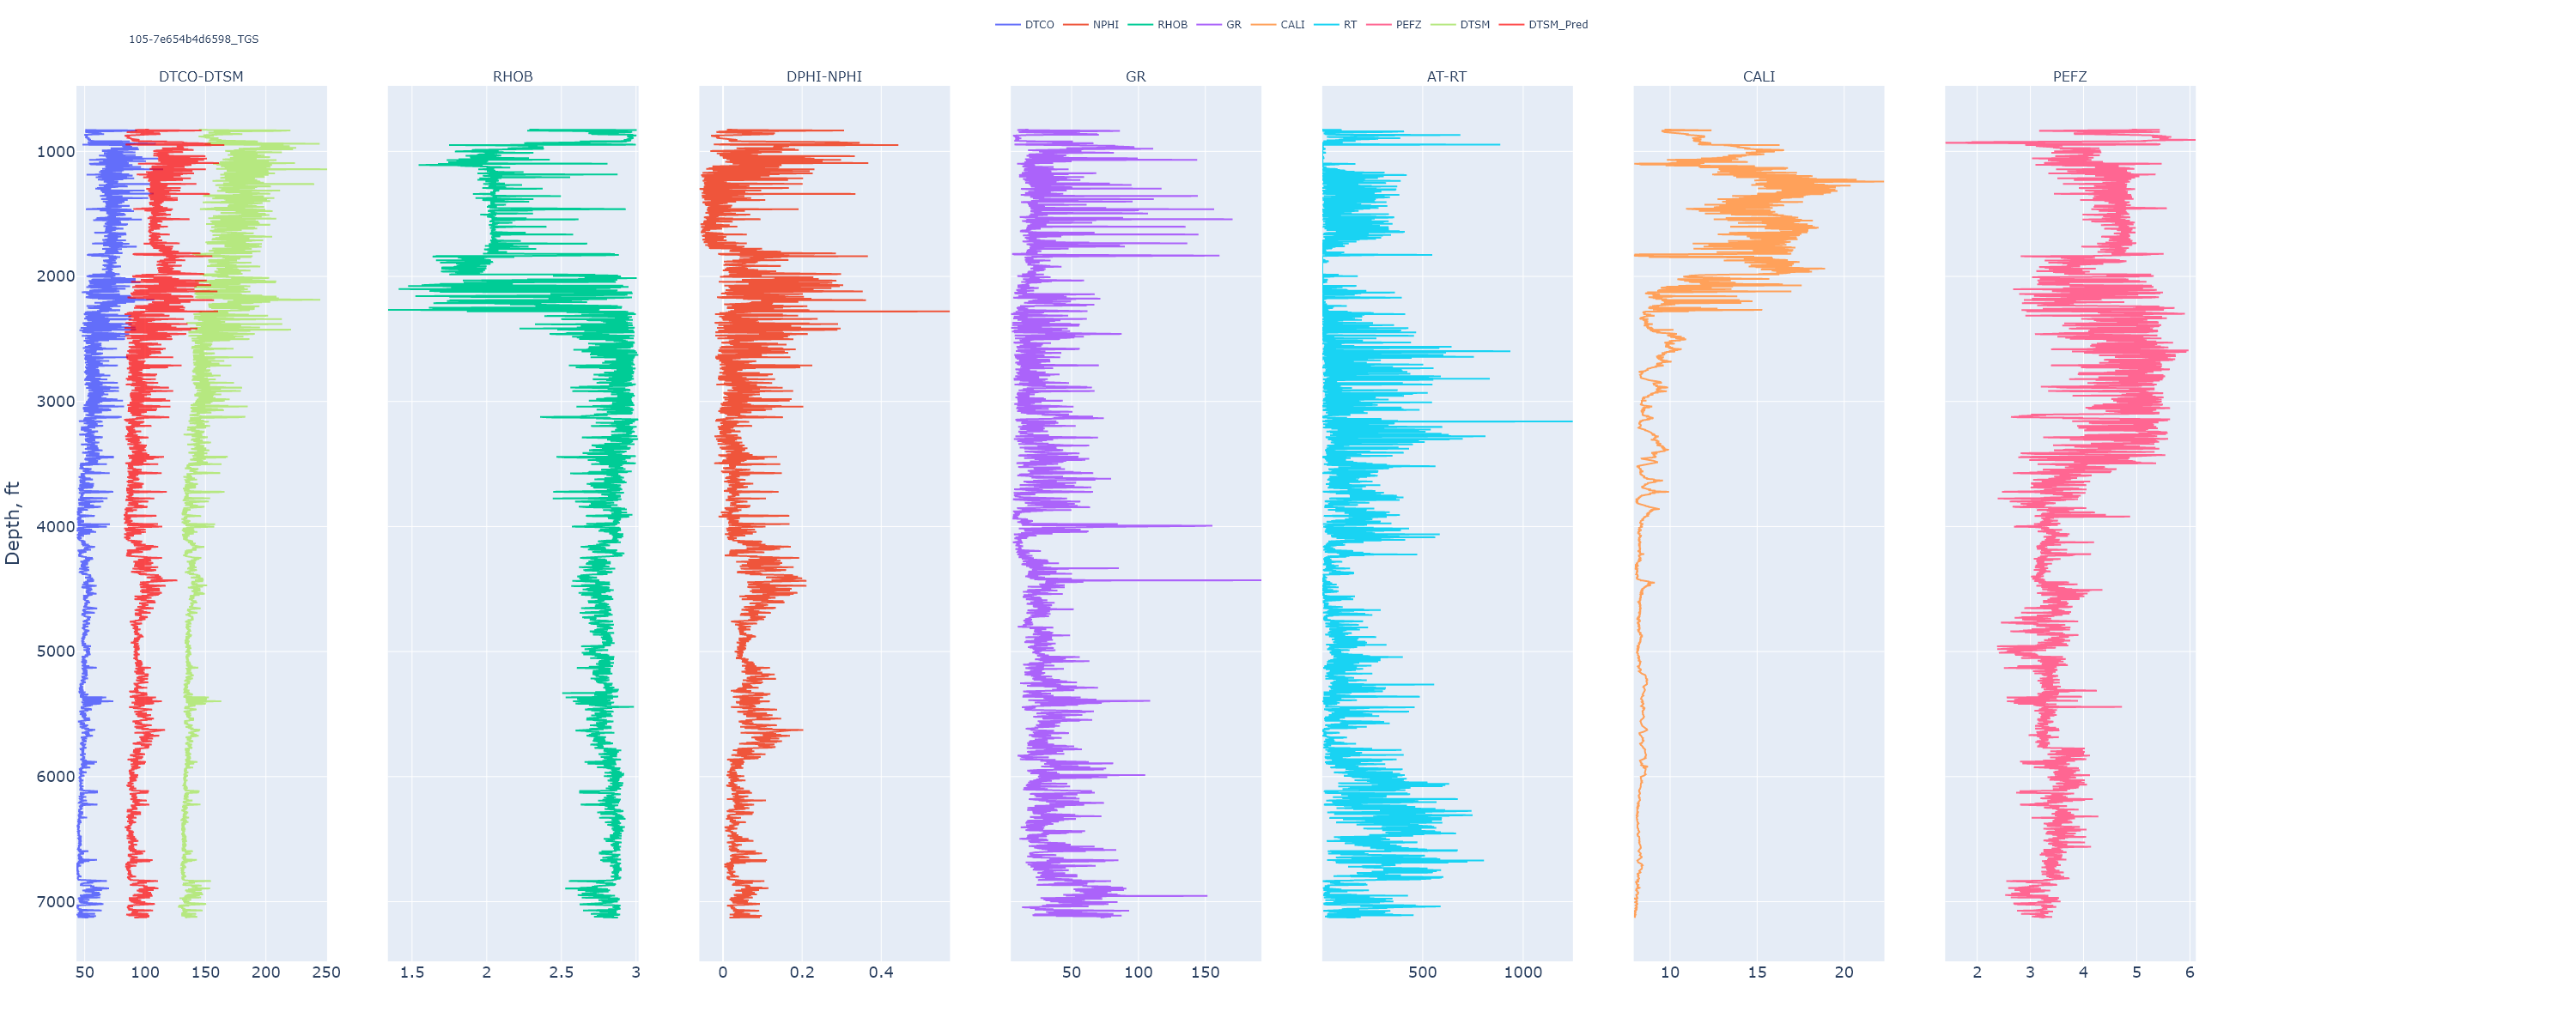 DTCO NPHI RHOB GR CALI RT PEFZ DTSM DTSM_Pred
105-7e654b4d6598_TGS
DTCO-DTSM RHOB DPHI-NPHI GR AT-RT CALI PEFZ
Depth, ft
1000
2000
3000
4000
5000
6000
7000
50 100 150 200 250 1.5 2 2.5 3 0 0.2 0.4 50 100 150 500 1000 10 15 20 2 3 4 5 6